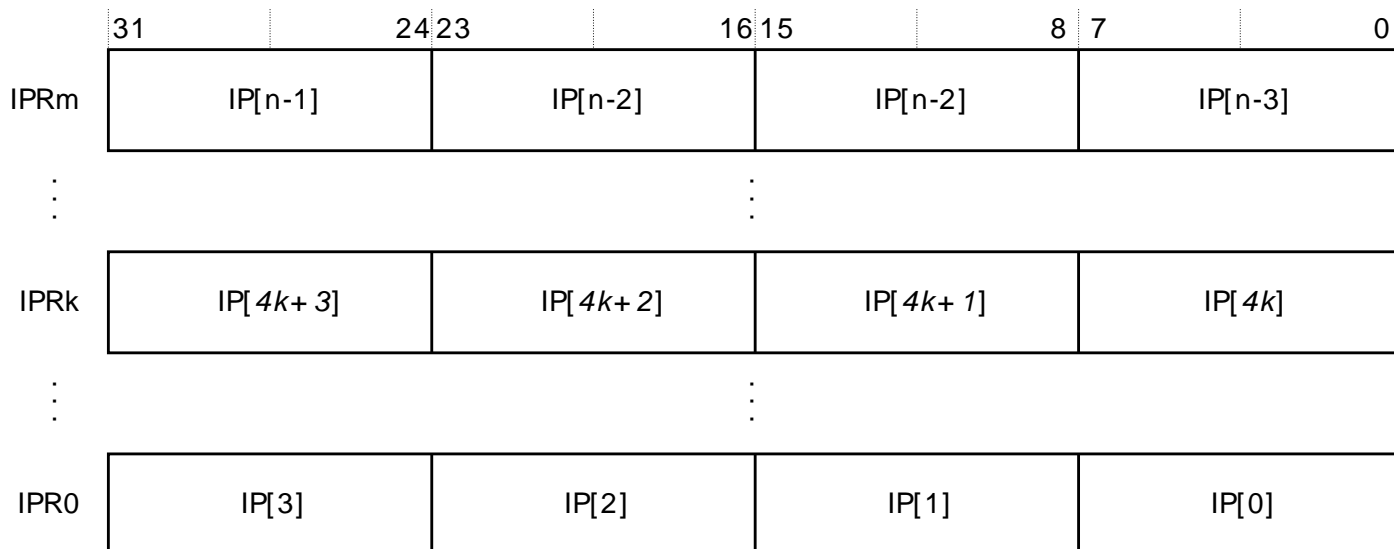 31 24 23 16 15 8 7 0
IPRm IP[n-1] IP[n-2] IP[n-2] IP[n-3]
IPRk IP[4k+3] IP[4k+2] IP[4k+1] IP[4k]
IPR0 IP[3] IP[2] IP[1] IP[0]